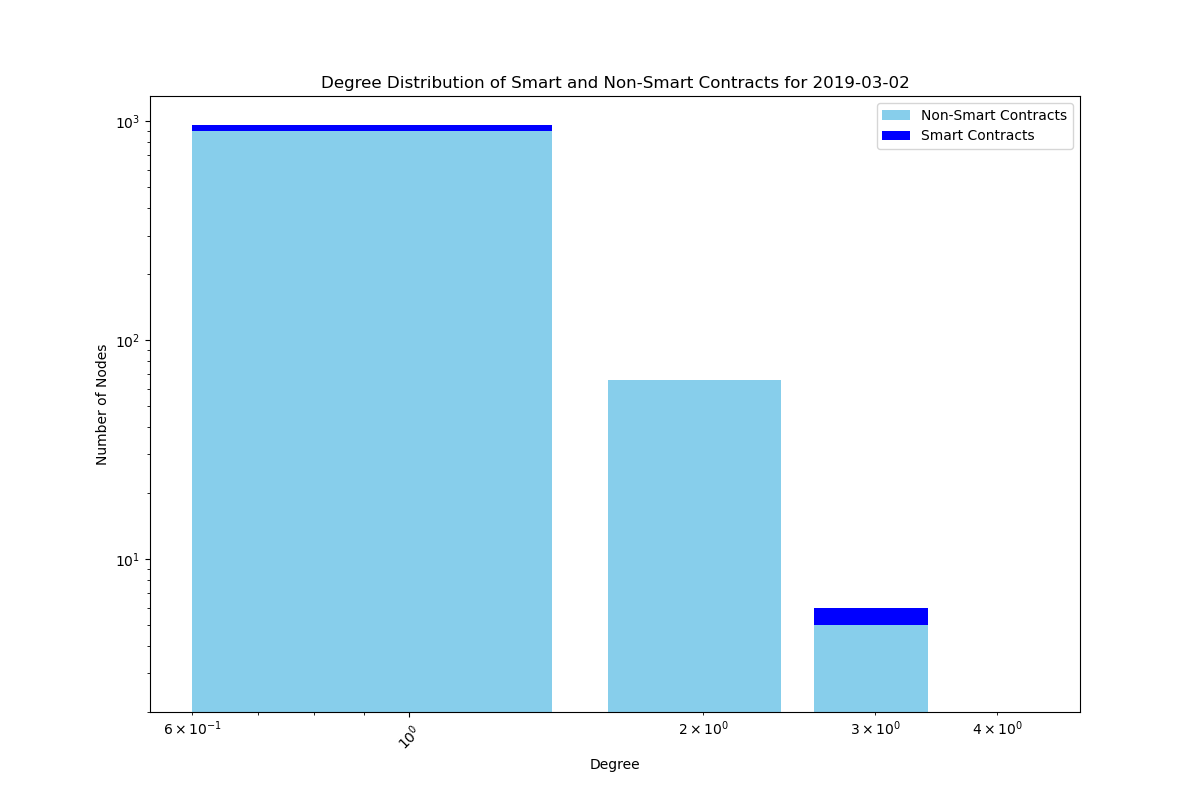 Degree Distribution of Smart and Non-Smart Contracts for 2019-03-02
Non-Smart Contracts
Smart Contracts
Number of Nodes
10³
10²
10¹
6 × 10⁻¹
10⁰
2 × 10⁰
3 × 10⁰
4 × 10⁰
Degree